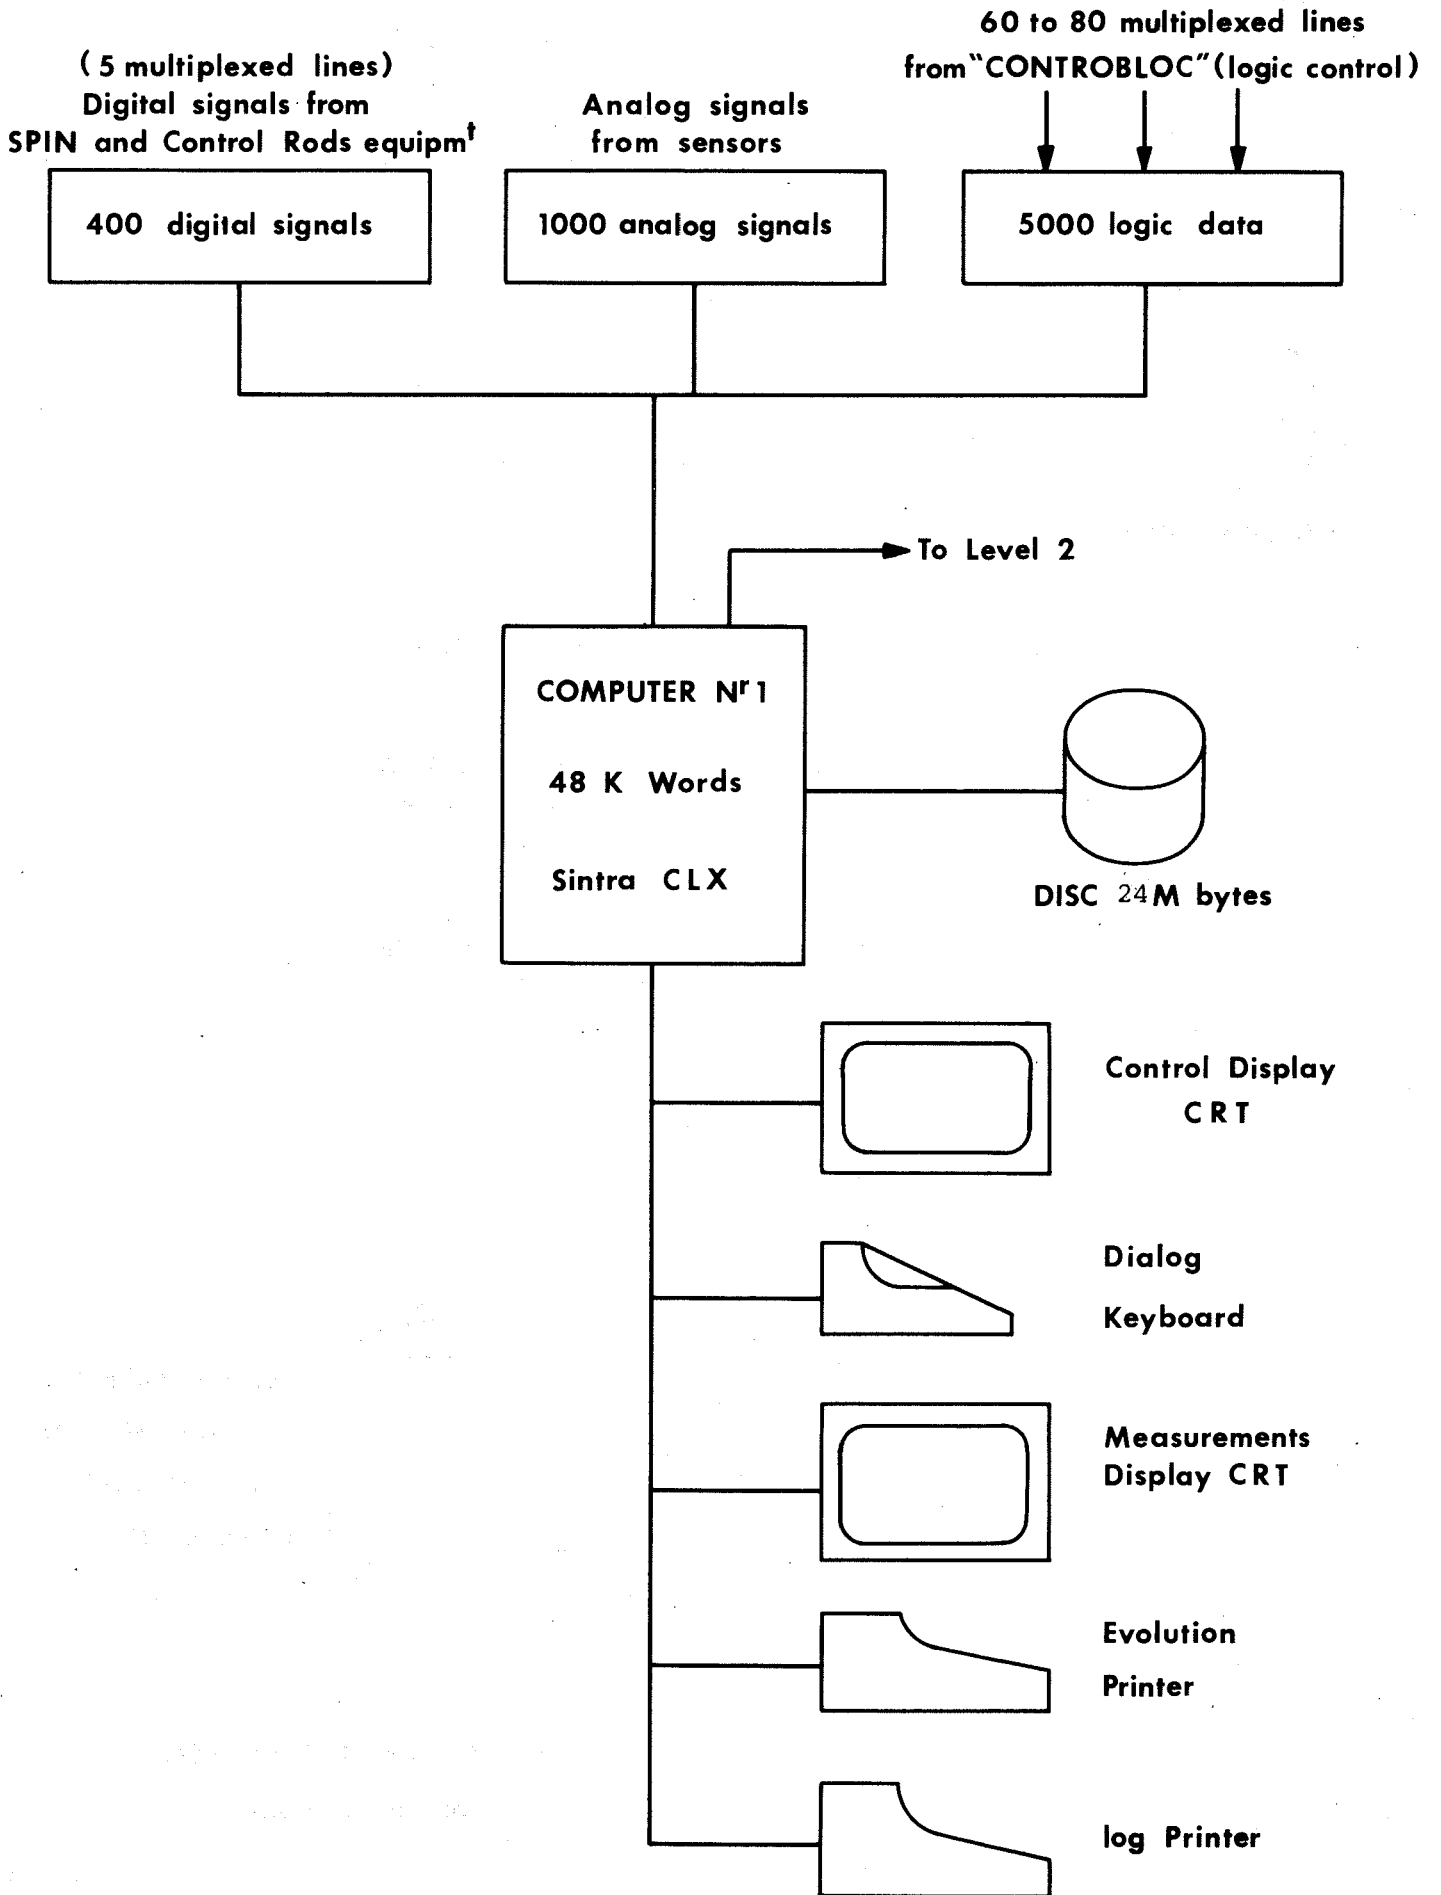 (5 multiplexed lines)
Digital signals from
SPIN and Control Rods equipmt
400 digital signals
Analog signals
from sensors
1000 analog signals
60 to 80 multiplexed lines
from "CONTROBLOC" (logic control)
5000 logic data
To Level 2
COMPUTER Nr 1
48 K Words
Sintra CLX
DISC 24M bytes
Control Display
CRT
Dialog
Keyboard
Measurements
Display CRT
Evolution
Printer
log Printer